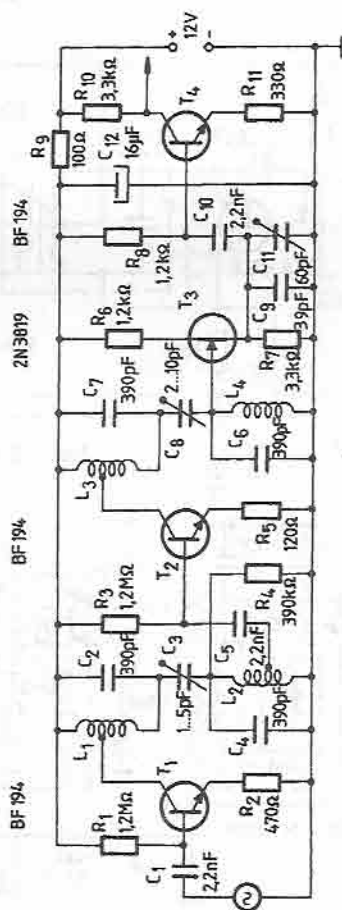 BF 194
BF 194
2N3819
BF 194
R1
1,2MΩ
C1
2,2nF
T1
R2
470Ω
L1
C2
390pF
C3
1...5pF
C4
390pF
L2
C5
2,2nF
R3
1,2MΩ
R4
390kΩ
T2
R5
120Ω
L3
C7
390pF
C8
2...10pF
C6
390pF
L4
R6
1,2kΩ
T3
R7
3,3kΩ
C9
39pF
R8
1,2kΩ
C10
2,2nF
C11
60pF
R9
100Ω
C12
16µF
R10
3,3kΩ
T4
R11
330Ω
+
12V
-